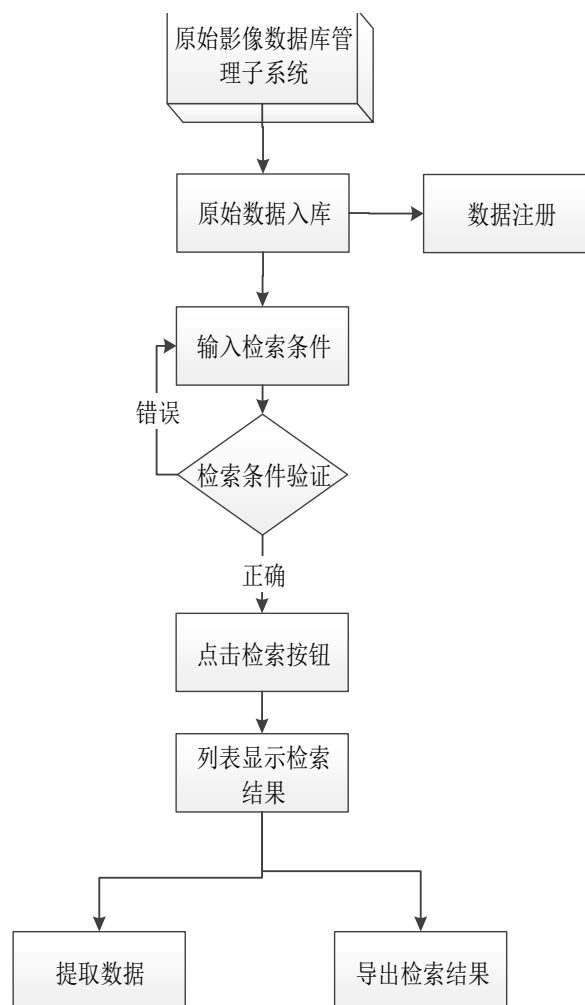 原始影像数据库管
理子系统
原始数据入库
数据注册
输入检索条件
错误
检索条件验证
正确
点击检索按钮
列表显示检索
结果
提取数据
导出检索结果